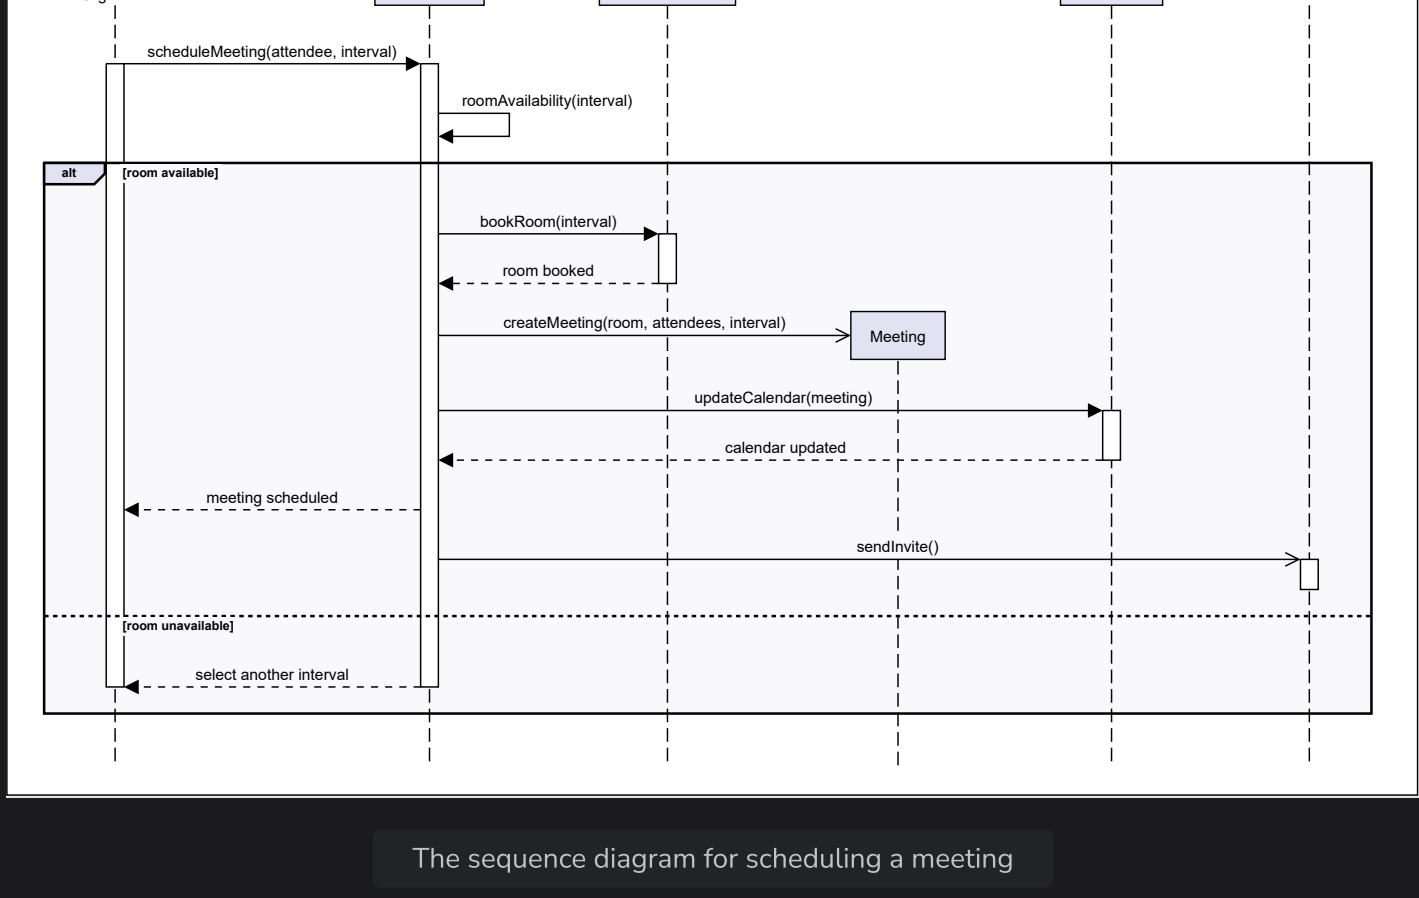 scheduleMeeting(attendee, interval)
roomAvailability(interval)
alt
[room available]
bookRoom(interval)
room booked
createMeeting(room, attendees, interval)
Meeting
updateCalendar(meeting)
calendar updated
meeting scheduled
sendInvite()
[room unavailable]
select another interval
The sequence diagram for scheduling a meeting